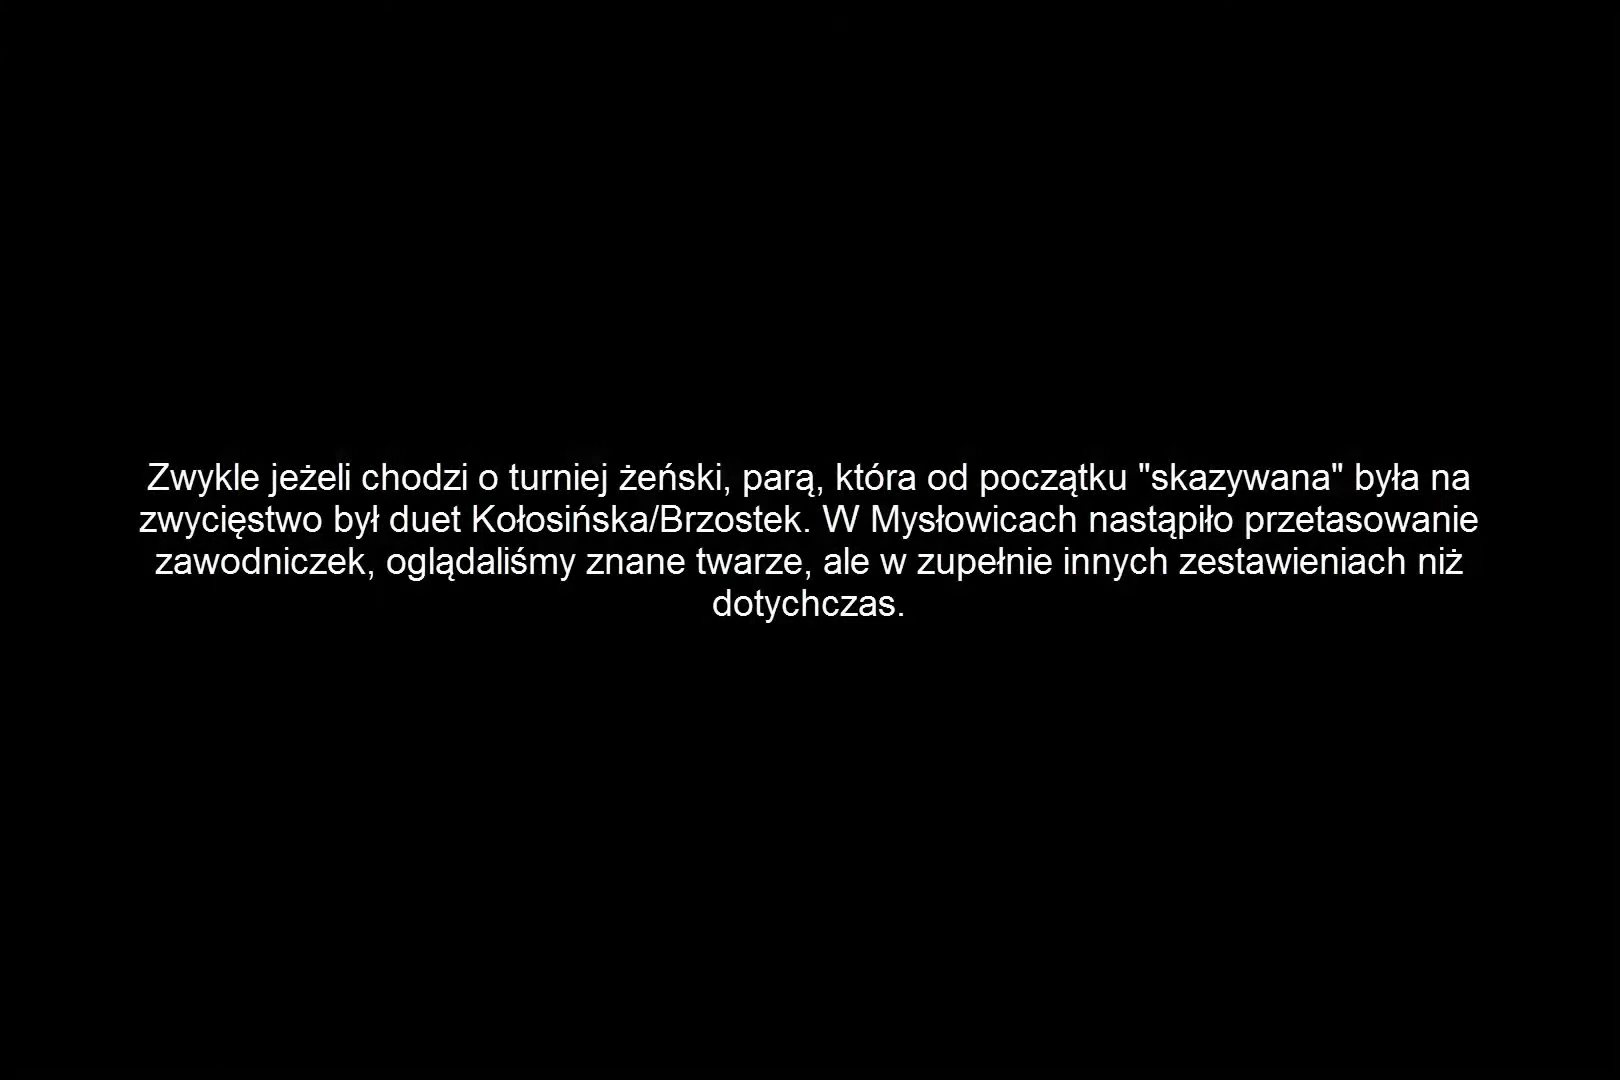 Zwykle jeżeli chodzi o turniej żeński, parą, która od początku "skazywana" była na
zwycięstwo był duet Kołosińska/Brzostek. W Mysłowicach nastąpiło przetasowanie
zawodniczek, oglądaliśmy znane twarze, ale w zupełnie innych zestawieniach niż
dotychczas.